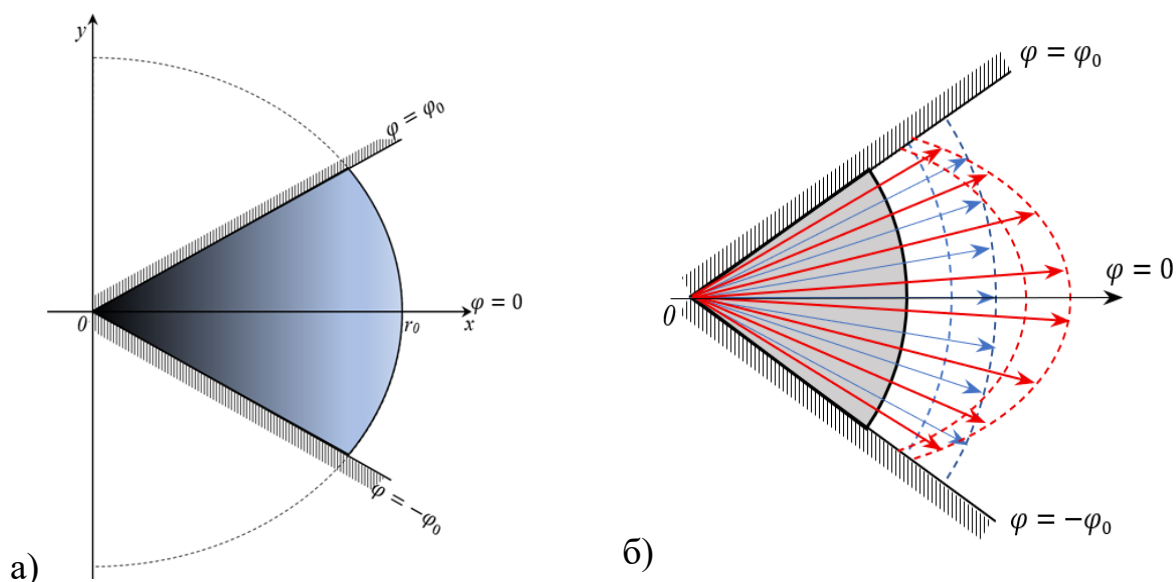 y
φ = φ₀
φ = 0
0
r₀
x
φ = −φ₀
а)
φ = φ₀
φ = 0
0
φ = −φ₀
б)